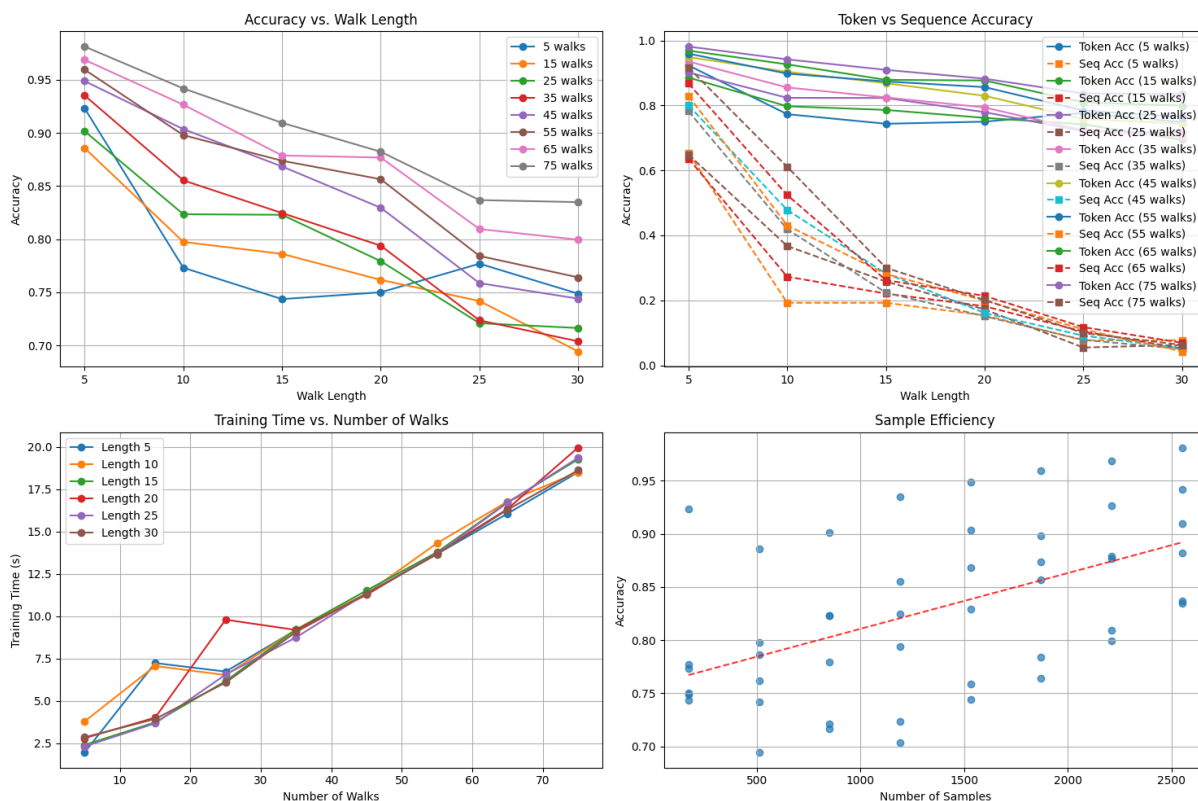 Accuracy vs. Walk Length
Accuracy
0.95
0.90
0.85
0.80
0.75
0.70
5 walks
15 walks
25 walks
35 walks
45 walks
55 walks
65 walks
75 walks
5 10 15 20 25 30
Walk Length
Token vs Sequence Accuracy
Accuracy
1.0
0.8
0.6
0.4
0.2
0.0
Token Acc (5 walks)
Seq Acc (5 walks)
Token Acc (15 walks)
Seq Acc (15 walks)
Token Acc (25 walks)
Seq Acc (25 walks)
Token Acc (35 walks)
Seq Acc (35 walks)
Token Acc (45 walks)
Seq Acc (45 walks)
Token Acc (55 walks)
Seq Acc (55 walks)
Token Acc (65 walks)
Seq Acc (65 walks)
Token Acc (75 walks)
Seq Acc (75 walks)
5 10 15 20 25 30
Walk Length
Training Time vs. Number of Walks
Training Time (s)
20.0
17.5
15.0
12.5
10.0
7.5
5.0
2.5
Length 5
Length 10
Length 15
Length 20
Length 25
Length 30
10 20 30 40 50 60 70
Number of Walks
Sample Efficiency
Accuracy
0.95
0.90
0.85
0.80
0.75
0.70
500 1000 1500 2000 2500
Number of Samples